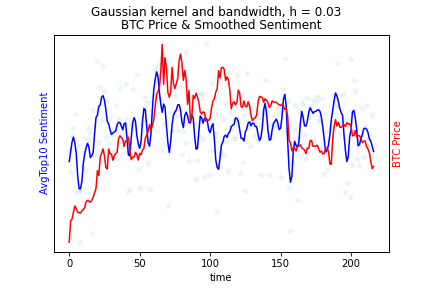 Gaussian kernel and bandwidth, h = 0.03
BTC Price & Smoothed Sentiment
AvgTop10 Sentiment
BTC Price
0 50 100 150 200
time